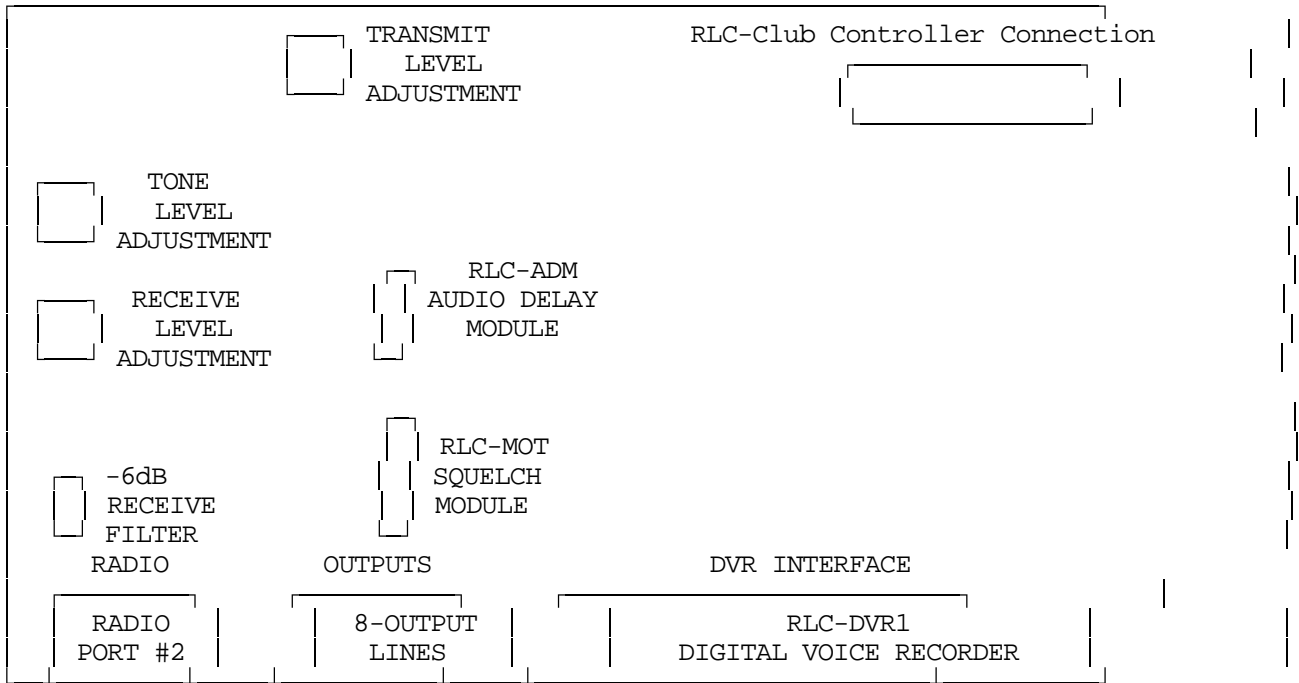 TRANSMIT
LEVEL
ADJUSTMENT
RLC-Club Controller Connection
TONE
LEVEL
ADJUSTMENT
RECEIVE
LEVEL
ADJUSTMENT
RLC-ADM
AUDIO DELAY
MODULE
RLC-MOT
SQUELCH
MODULE
-6dB
RECEIVE
FILTER
RADIO
OUTPUTS
DVR INTERFACE
RADIO
PORT #2
8-OUTPUT
LINES
RLC-DVR1
DIGITAL VOICE RECORDER